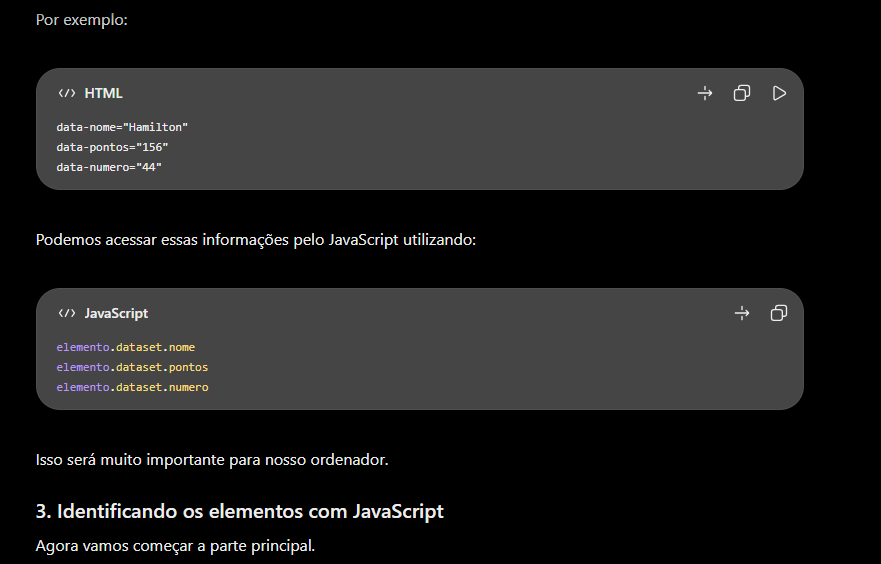 Por exemplo:
HTML
data-nome="Hamilton"
data-pontos="156"
data-numero="44"
Podemos acessar essas informações pelo JavaScript utilizando:
JavaScript
elemento.dataset.nome
elemento.dataset.pontos
elemento.dataset.numero
Isso será muito importante para nosso ordenador.
3. Identificando os elementos com JavaScript
Agora vamos começar a parte principal.